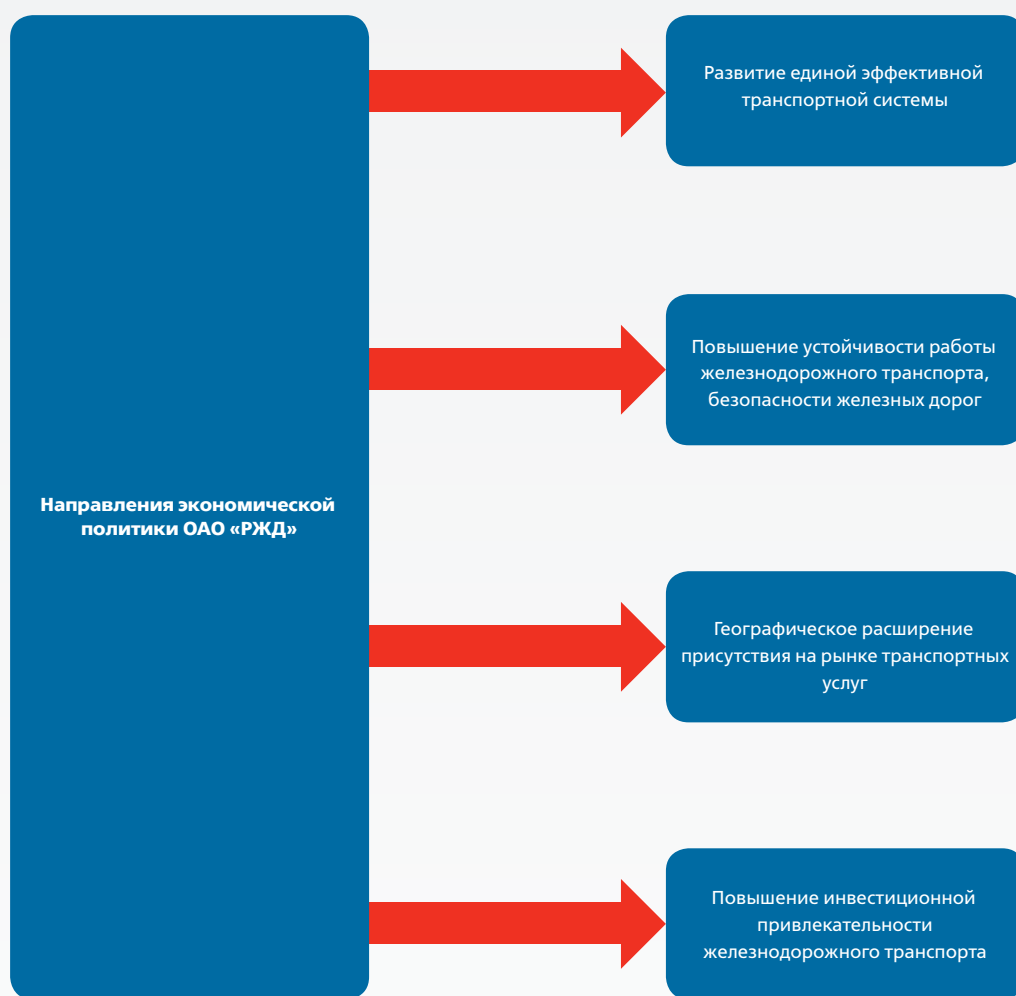 Развитие единой эффективной
транспортной системы
Повышение устойчивости работы
железнодорожного транспорта,
безопасности железных дорог
Направления экономической
политики ОАО «РЖД»
Географическое расширение
присутствия на рынке транспортных
услуг
Повышение инвестиционной
привлекательности
железнодорожного транспорта